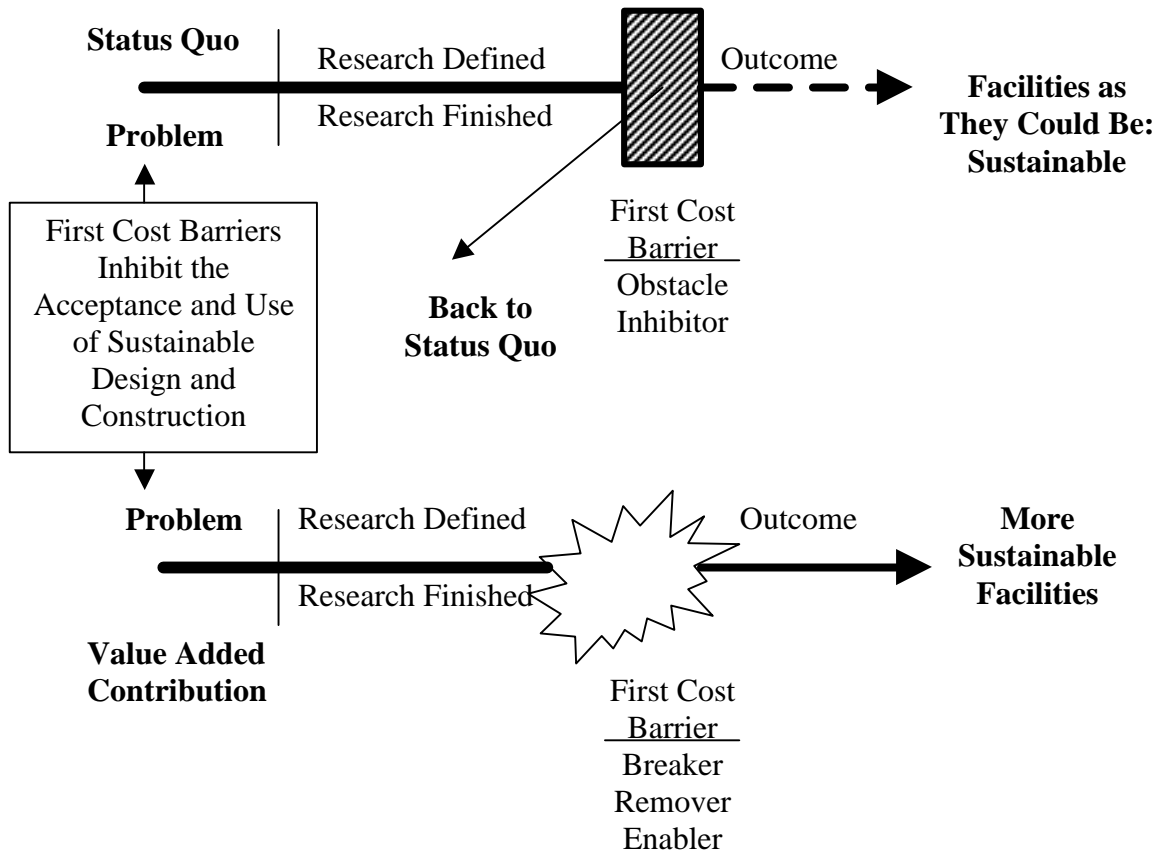 Status Quo
Research Defined
Outcome
Research Finished
Facilities as
They Could Be:
Sustainable
Problem
First Cost Barriers
Inhibit the
Acceptance and Use
of Sustainable
Design and
Construction
First Cost
Barrier
Obstacle
Inhibitor
Back to
Status Quo
Problem
Research Defined
Outcome
Research Finished
More
Sustainable
Facilities
Value Added
Contribution
First Cost
Barrier
Breaker
Remover
Enabler